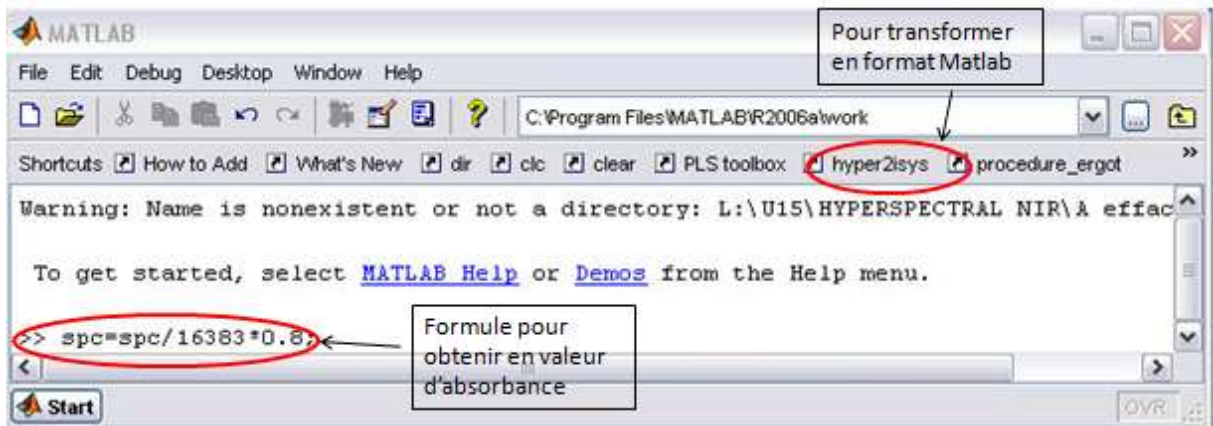 MATLAB
Pour transformer
en format Matlab
File Edit Debug Desktop Window Help
C:\Program Files\MATLAB\R2006a\work
Shortcuts How to Add What's New dir clc clear PLS toolbox hyper2isys procedure_ergot »
Warning: Name is nonexistent or not a directory: L:\U15\HYPERSPECTRAL NIR\A effac
To get started, select MATLAB Help or Demos from the Help menu.
>> spc=spc/16383*0.8;
Formule pour
obtenir en valeur
d'absorbance
Start
OVR